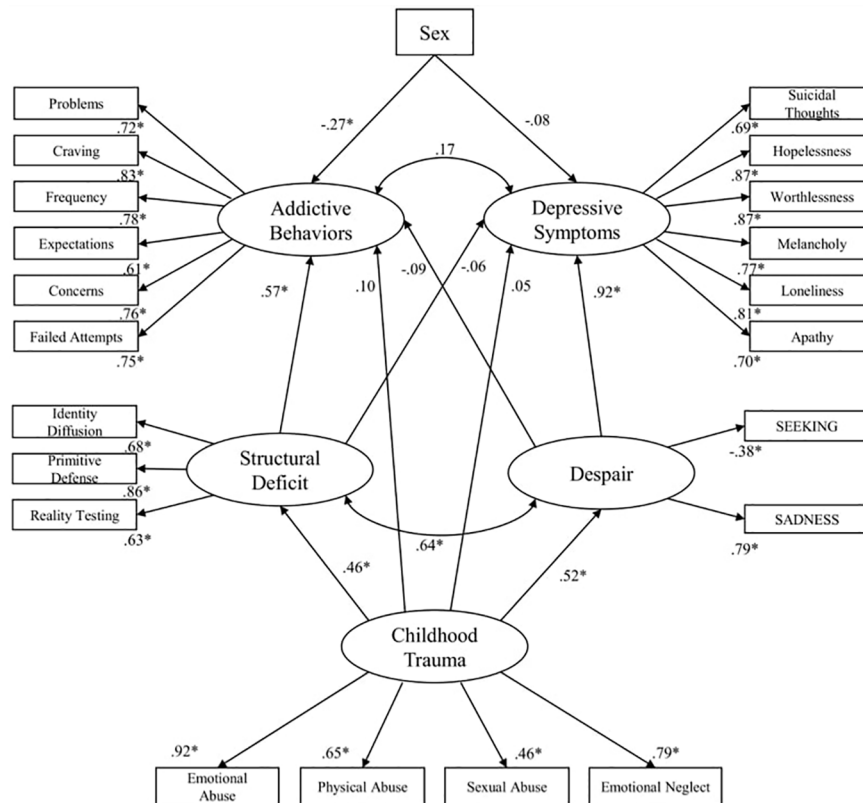 Sex
Problems
.72*
Craving
.83*
Frequency
.78*
Expectations
.61*
Concerns
.76*
Failed Attempts
.75*
-.27*
-.08
.17
Suicidal
Thoughts
.69*
Hopelessness
.87*
Worthlessness
.87*
Melancholy
.77*
Loneliness
.81*
Apathy
.70*
Addictive
Behaviors
Depressive
Symptoms
.57*
.10
-.09
-.06
.05
.92*
Identity
Diffusion
.68*
Primitive
Defense
.86*
Reality Testing
.63*
Structural
Deficit
Despair
SEEKING
-.38*
SADNESS
.79*
.64*
.46*
.52*
Childhood
Trauma
.92*
.65*
.46*
.79*
Emotional
Abuse
Physical Abuse
Sexual Abuse
Emotional Neglect